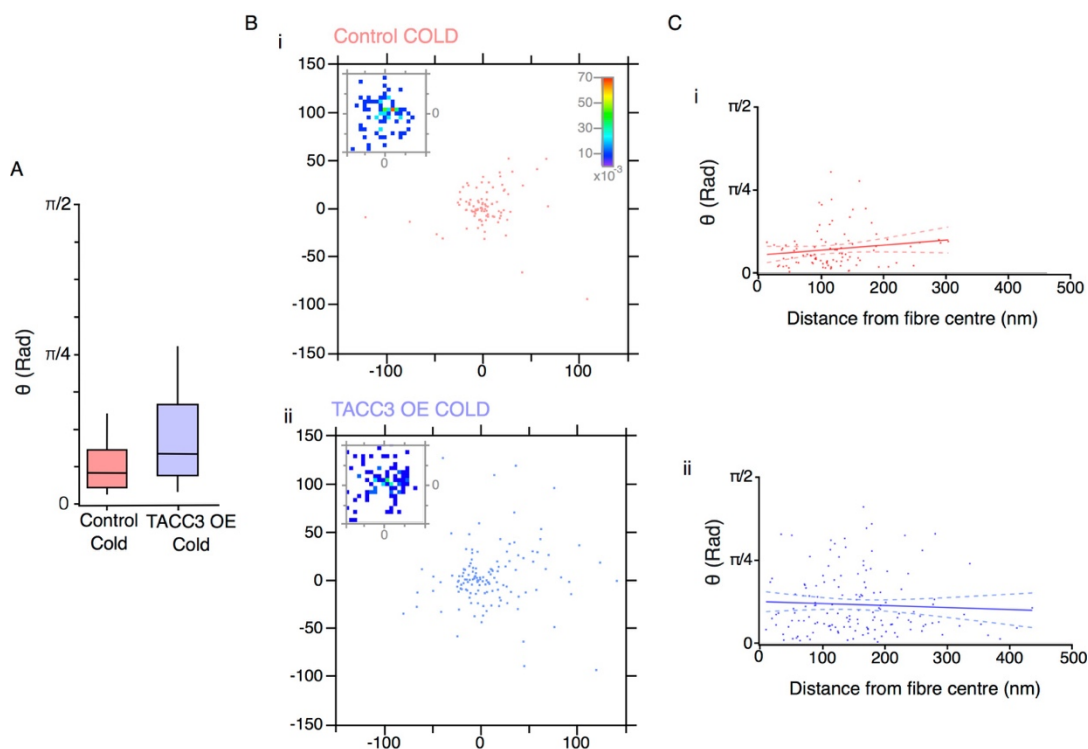 A
π/2
π/4
0
θ (Rad)
Control
Cold
TACC3 OE
Cold
B
i
Control COLD
150
100
50
0
-50
-100
-150
-100
0
100
0
0
70
50
30
10
x10⁻³
ii
TACC3 OE COLD
150
100
50
0
-50
-100
-150
-100
0
100
0
0
C
i
π/2
π/4
0
θ (Rad)
0
100
200
300
400
500
Distance from fibre centre (nm)
ii
π/2
π/4
0
θ (Rad)
0
100
200
300
400
500
Distance from fibre centre (nm)